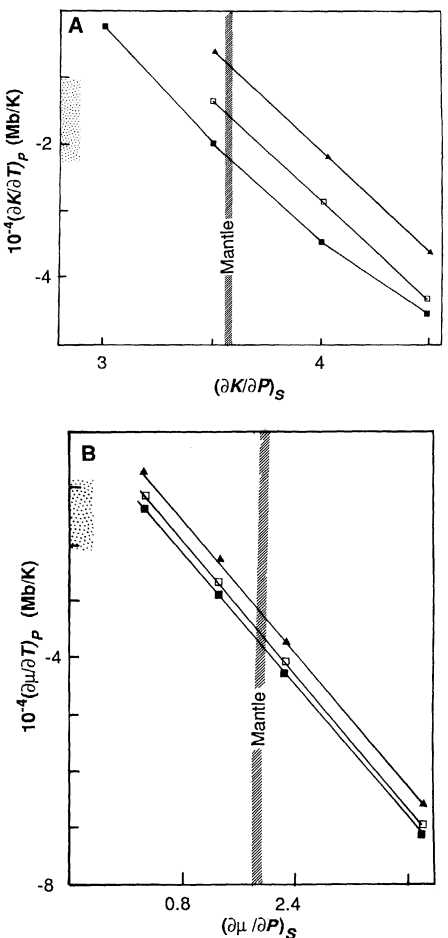 A
10⁻⁴(∂K/∂T)ₚ (Mb/K)
-2
-4
Mantle
3
4
(∂K/∂P)ₛ
B
10⁻⁴(∂μ/∂T)ₚ (Mb/K)
-4
-8
Mantle
0.8
2.4
(∂μ/∂P)ₛ